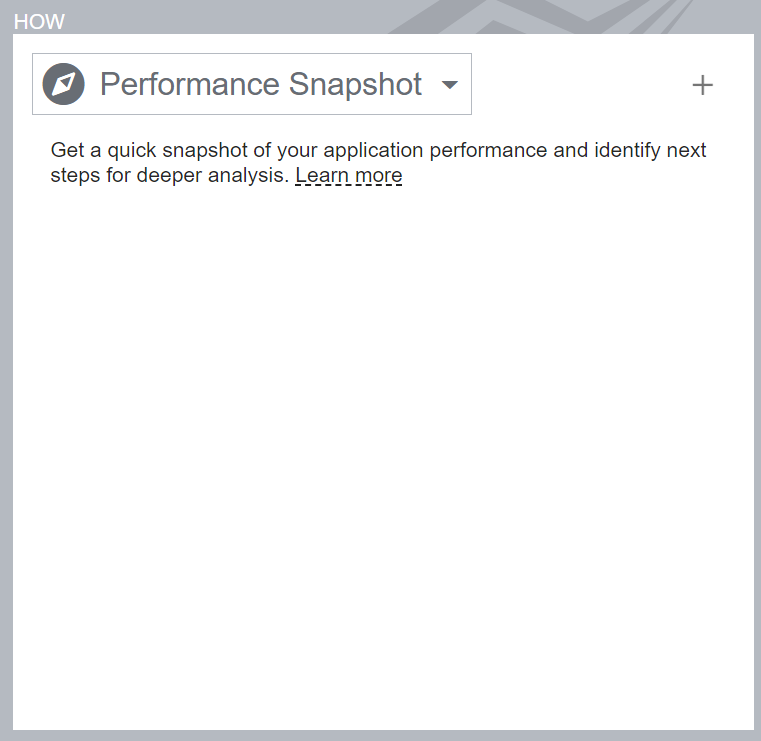 HOW
Performance Snapshot
Get a quick snapshot of your application performance and identify next
steps for deeper analysis. Learn more